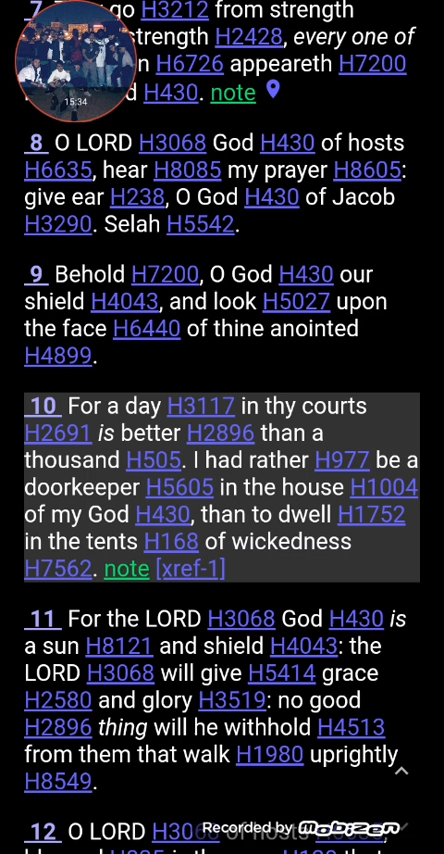 7 go H3212 from strength
strength H2428, every one of
H6726 appeareth H7200
H430. note
15:34
8 O LORD H3068 God H430 of hosts
H6635, hear H8085 my prayer H8605:
give ear H238, O God H430 of Jacob
H3290. Selah H5542.
9 Behold H7200, O God H430 our
shield H4043, and look H5027 upon
the face H6440 of thine anointed
H4899.
10 For a day H3117 in thy courts
H2691 is better H2896 than a
thousand H505. I had rather H977 be a
doorkeeper H5605 in the house H1004
of my God H430, than to dwell H1752
in the tents H168 of wickedness
H7562. note [xref-1]
11 For the LORD H3068 God H430 is
a sun H8121 and shield H4043: the
LORD H3068 will give H5414 grace
H2580 and glory H3519: no good
H2896 thing will he withhold H4513
from them that walk H1980 uprightly
H8549.
12 O LORD of hosts
Recorded by Mobizen